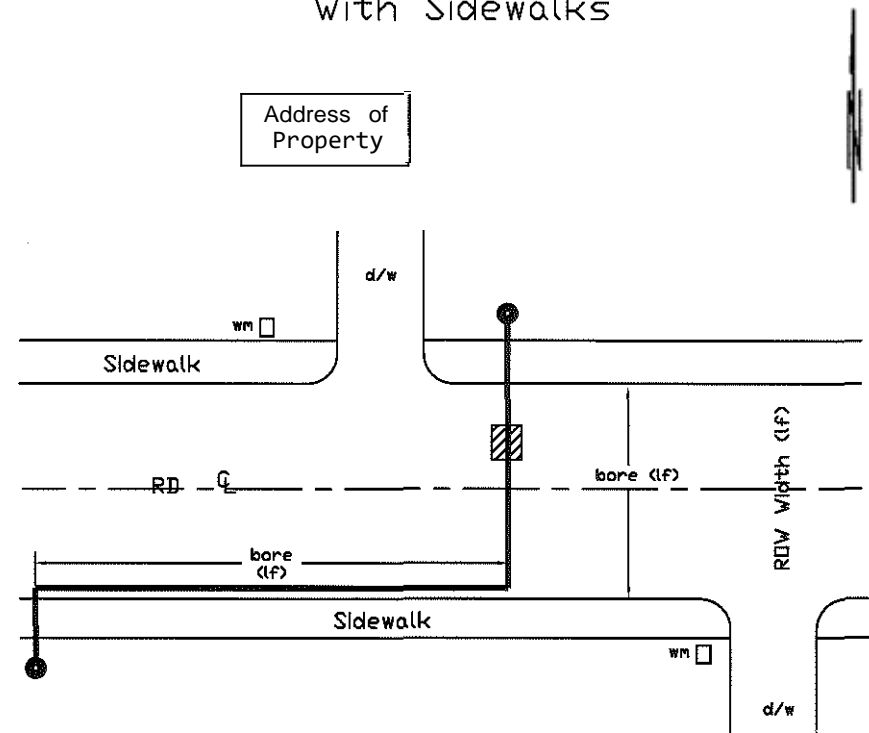 With Sidewalks
Address of
Property
d/w
wm
Sidewalk
bore (lf)
ROW Width (lf)
RD ℄
bore
(lf)
Sidewalk
wm
d/w